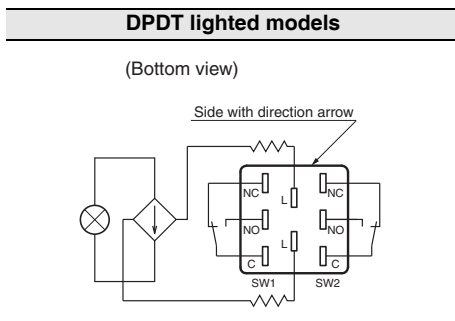 DPDT lighted models
(Bottom view)
Side with direction arrow
NC L NC
NO NO
L
C C
SW1 SW2